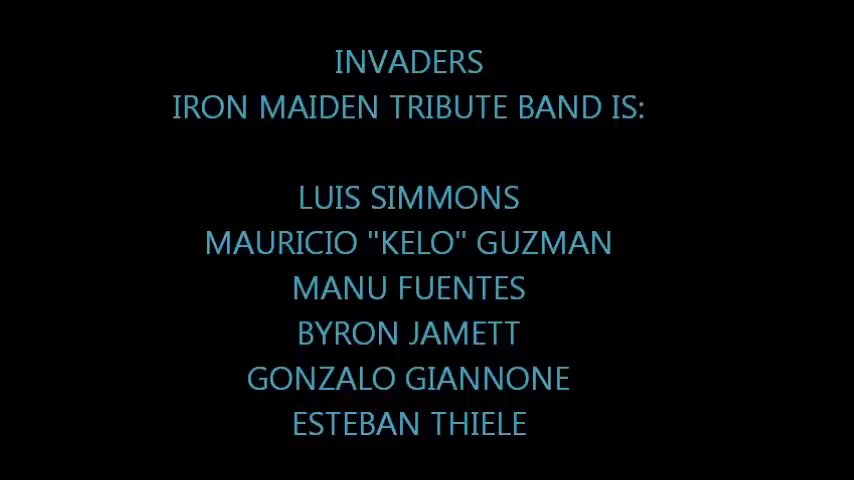 INVADERS
IRON MAIDEN TRIBUTE BAND IS:
LUIS SIMMONS
MAURICIO "KELO" GUZMAN
MANU FUENTES
BYRON JAMETT
GONZALO GIANNONE
ESTEBAN THIELE